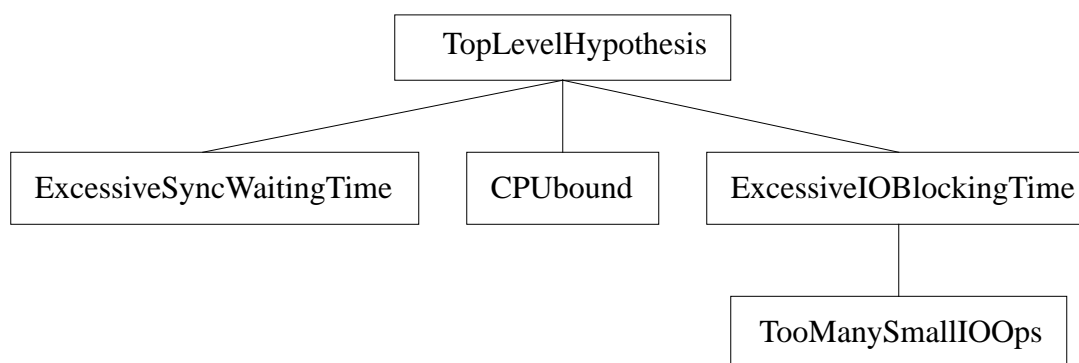 TopLevelHypothesis
ExcessiveSyncWaitingTime
CPUbound
ExcessiveIOBlockingTime
TooManySmallIOOps